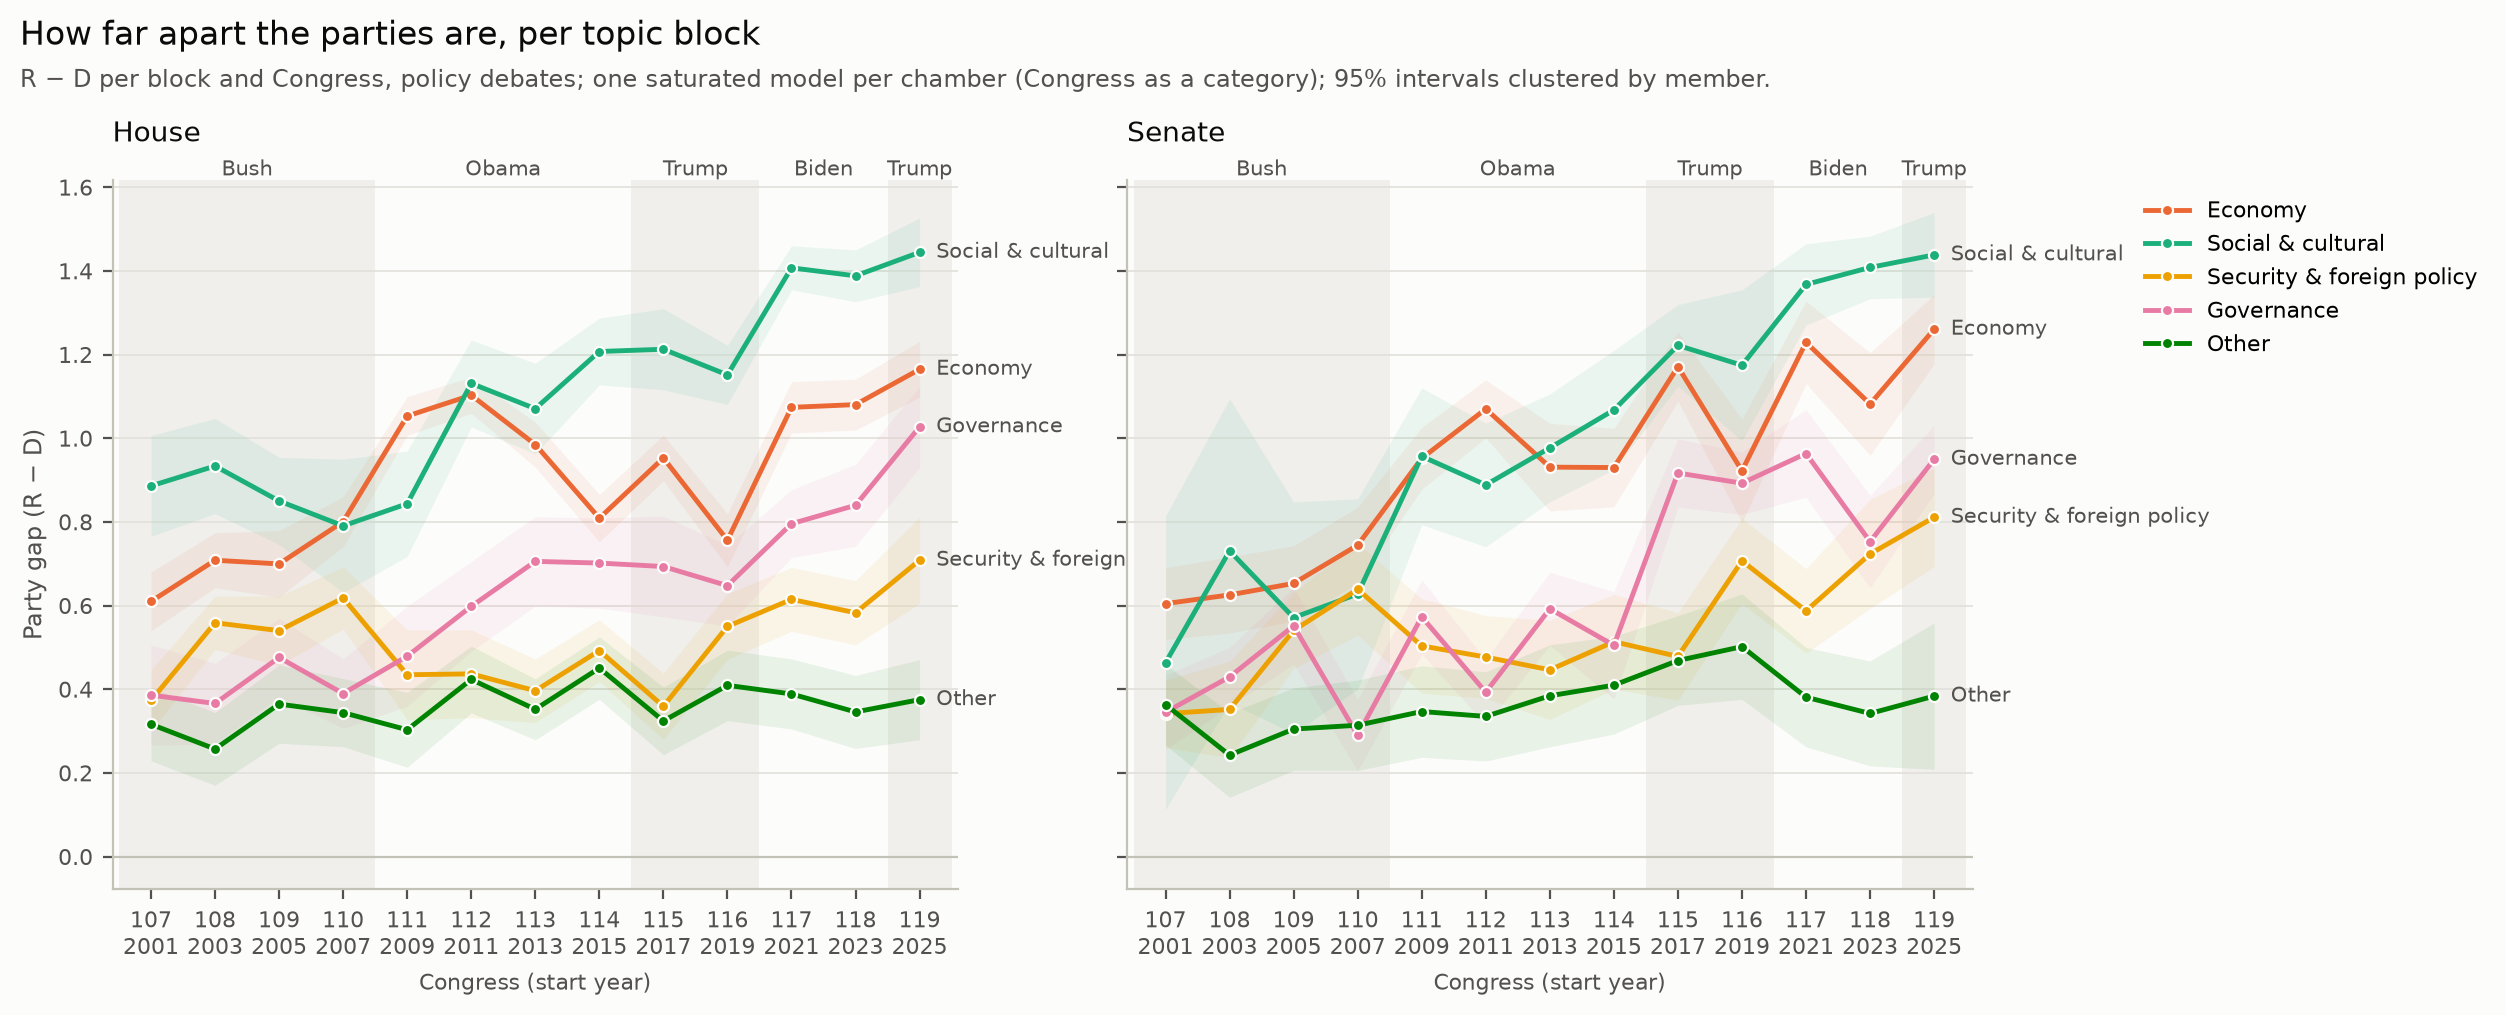 How far apart the parties are, per topic block
R − D per block and Congress, policy debates; one saturated model per chamber (Congress as a category); 95% intervals clustered by member.
House
Bush Obama Trump Biden Trump
Party gap (R − D)
1.6
1.4
1.2
1.0
0.8
0.6
0.4
0.2
0.0
Social & cultural
Economy
Governance
Security & foreign
Other
107 108 109 110 111 112 113 114 115 116 117 118 119
2001 2003 2005 2007 2009 2011 2013 2015 2017 2019 2021 2023 2025
Congress (start year)
Senate
Bush Obama Trump Biden Trump
Social & cultural
Economy
Governance
Security & foreign policy
Other
107 108 109 110 111 112 113 114 115 116 117 118 119
2001 2003 2005 2007 2009 2011 2013 2015 2017 2019 2021 2023 2025
Congress (start year)
Economy
Social & cultural
Security & foreign policy
Governance
Other